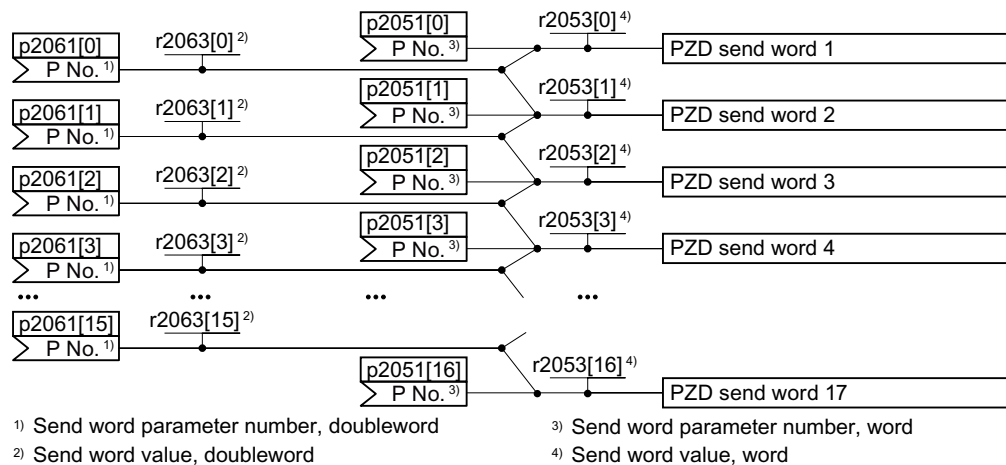 p2051[0] r2053[0] 4)
p2061[0] r2063[0] 2) P No. 3) PZD send word 1
P No. 1)
p2051[1] r2053[1] 4)
p2061[1] r2063[1] 2) P No. 3) PZD send word 2
P No. 1)
p2051[2] r2053[2] 4)
p2061[2] r2063[2] 2) P No. 3) PZD send word 3
P No. 1)
p2051[3] r2053[3] 4)
p2061[3] r2063[3] 2) P No. 3) PZD send word 4
P No. 1)
... ... ... ...
p2061[15] r2063[15] 2)
P No. 1)
p2051[16] r2053[16] 4)
P No. 3) PZD send word 17
1) Send word parameter number, doubleword 3) Send word parameter number, word
2) Send word value, doubleword 4) Send word value, word